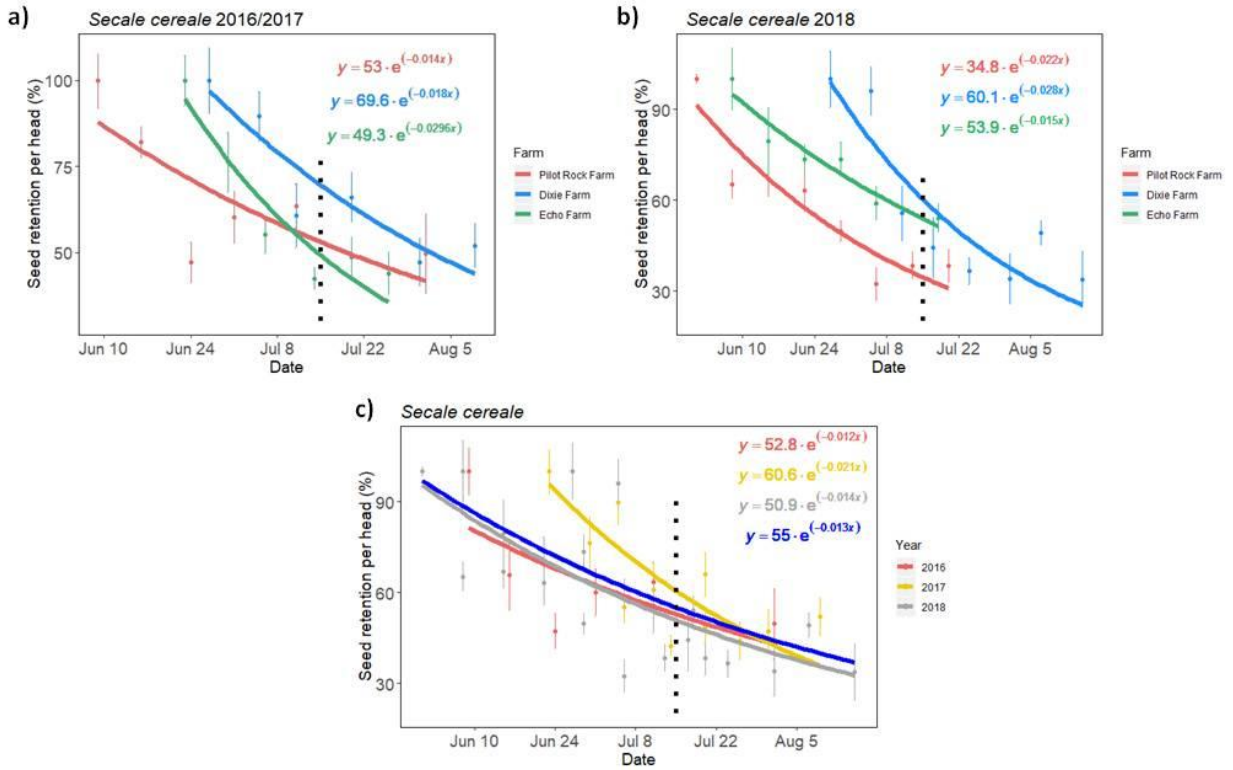 a)
Secale cereale 2016/2017
y = 53 · e(−0.014x)
y = 69.6 · e(−0.018x)
y = 49.3 · e(−0.0296x)
Seed retention per head (%)
100
75
50
Jun 10 Jun 24 Jul 8 Jul 22 Aug 5
Date
Farm
Pilot Rock Farm
Dixie Farm
Echo Farm
b)
Secale cereale 2018
y = 34.8 · e(−0.022x)
y = 60.1 · e(−0.028x)
y = 53.9 · e(−0.015x)
Seed retention per head (%)
90
60
30
Jun 10 Jun 24 Jul 8 Jul 22 Aug 5
Date
Farm
Pilot Rock Farm
Dixie Farm
Echo Farm
c)
Secale cereale
y = 52.8 · e(−0.012x)
y = 60.6 · e(−0.021x)
y = 50.9 · e(−0.014x)
y = 55 · e(−0.013x)
Seed retention per head (%)
90
60
30
Jun 10 Jun 24 Jul 8 Jul 22 Aug 5
Date
Year
2016
2017
2018